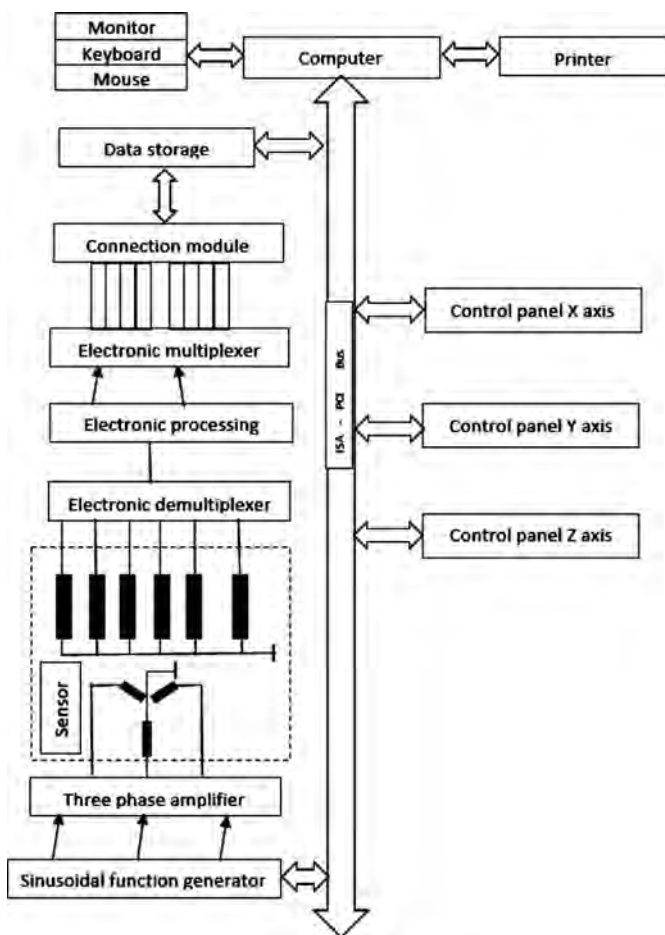 Monitor
Keyboard
Mouse
Computer
Printer
Data storage
Connection module
Control panel X axis
Electronic multiplexer
ISA - PCI Bus
Electronic processing
Control panel Y axis
Electronic demultiplexer
Control panel Z axis
Sensor
Three phase amplifier
Sinusoidal function generator